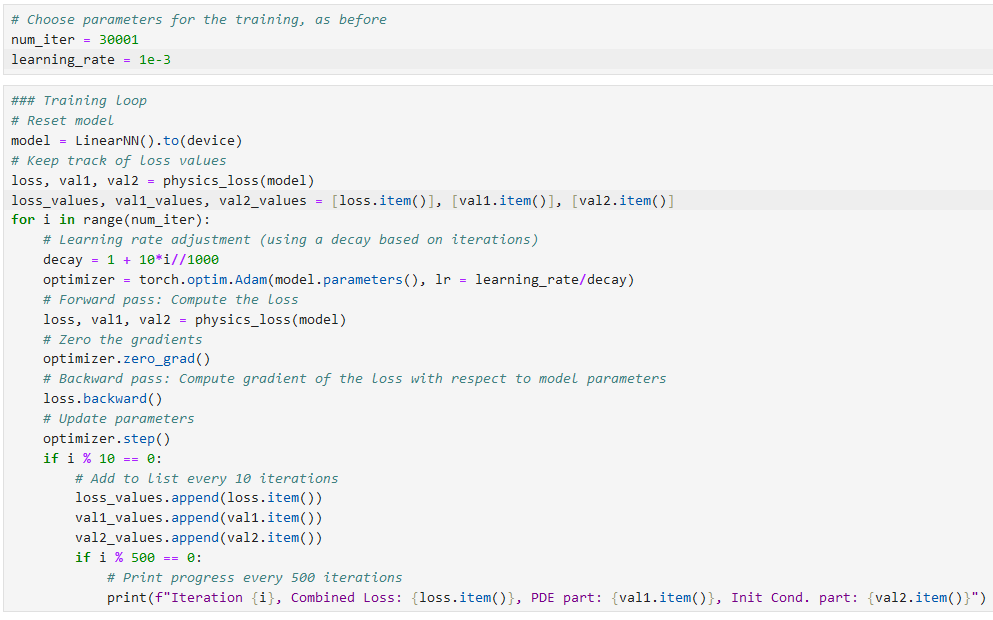 # Choose parameters for the training, as before
num_iter = 30001
learning_rate = 1e-3
### Training loop
# Reset model
model = LinearNN().to(device)
# Keep track of loss values
loss, val1, val2 = physics_loss(model)
loss_values, val1_values, val2_values = [loss.item()], [val1.item()], [val2.item()]
for i in range(num_iter):
    # Learning rate adjustment (using a decay based on iterations)
    decay = 1 + 10*i//1000
    optimizer = torch.optim.Adam(model.parameters(), lr = learning_rate/decay)
    # Forward pass: Compute the loss
    loss, val1, val2 = physics_loss(model)
    # Zero the gradients
    optimizer.zero_grad()
    # Backward pass: Compute gradient of the loss with respect to model parameters
    loss.backward()
    # Update parameters
    optimizer.step()
    if i % 10 == 0:
        # Add to list every 10 iterations
        loss_values.append(loss.item())
        val1_values.append(val1.item())
        val2_values.append(val2.item())
        if i % 500 == 0:
            # Print progress every 500 iterations
            print(f"Iteration {i}, Combined Loss: {loss.item()}, PDE part: {val1.item()}, Init Cond. part: {val2.item()}")